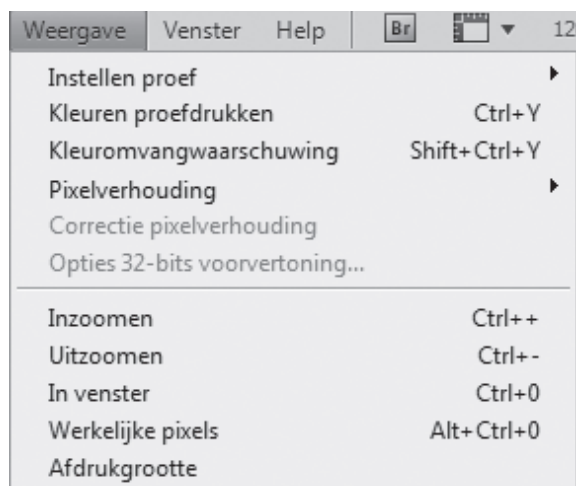 Weergave Venster Help Br 12
Instellen proef
Kleuren proefdrukken Ctrl+Y
Kleuromvangwaarschuwing Shift+Ctrl+Y
Pixelverhouding
Correctie pixelverhouding
Opties 32-bits voorvertoning...
Inzoomen Ctrl++
Uitzoomen Ctrl+-
In venster Ctrl+0
Werkelijke pixels Alt+Ctrl+0
Afdrukgrootte